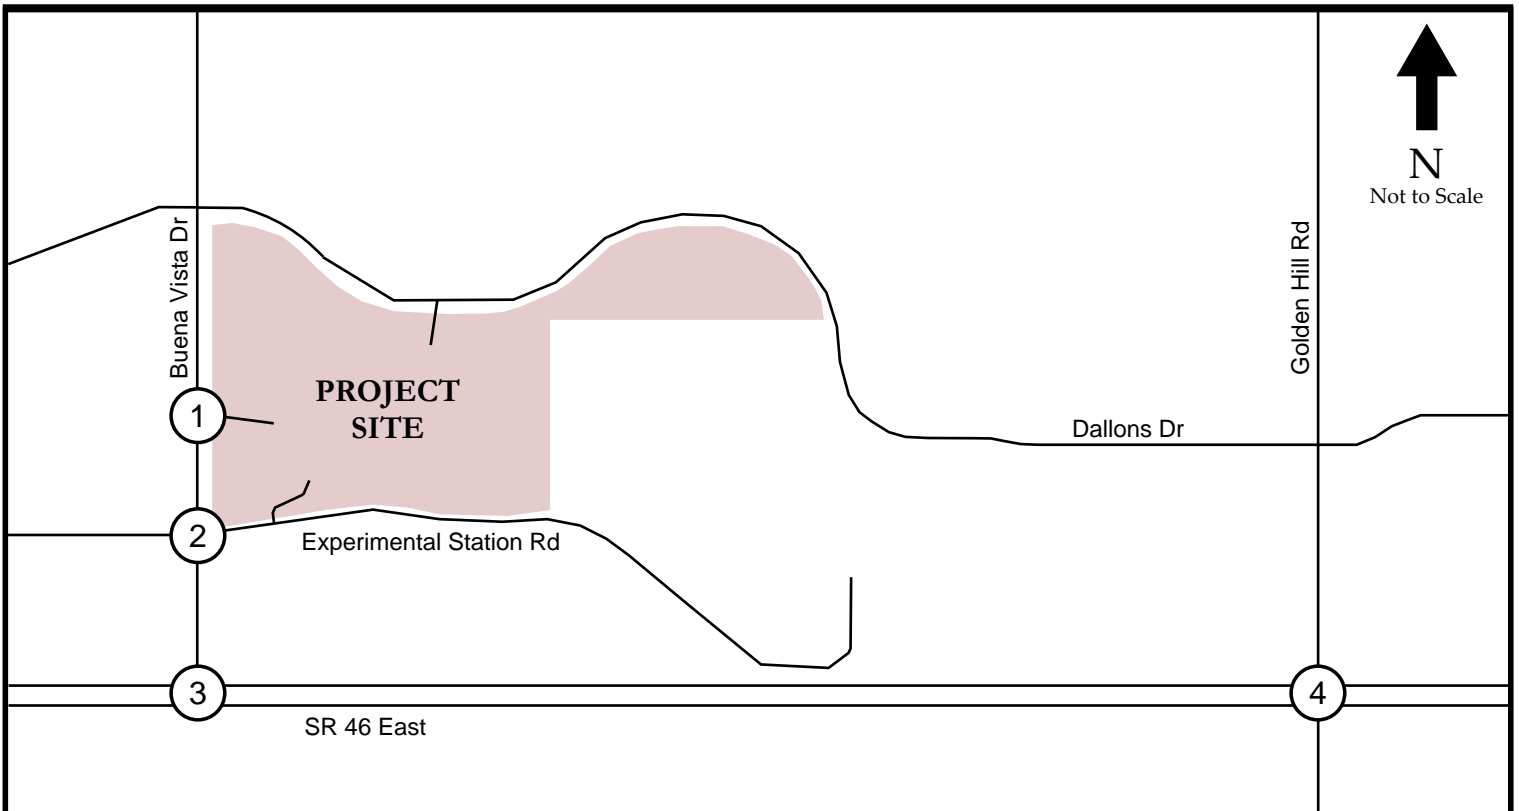 N
Not to Scale
Buena Vista Dr
Golden Hill Rd
PROJECT
SITE
1
Dallons Dr
2
Experimental Station Rd
3
4
SR 46 East